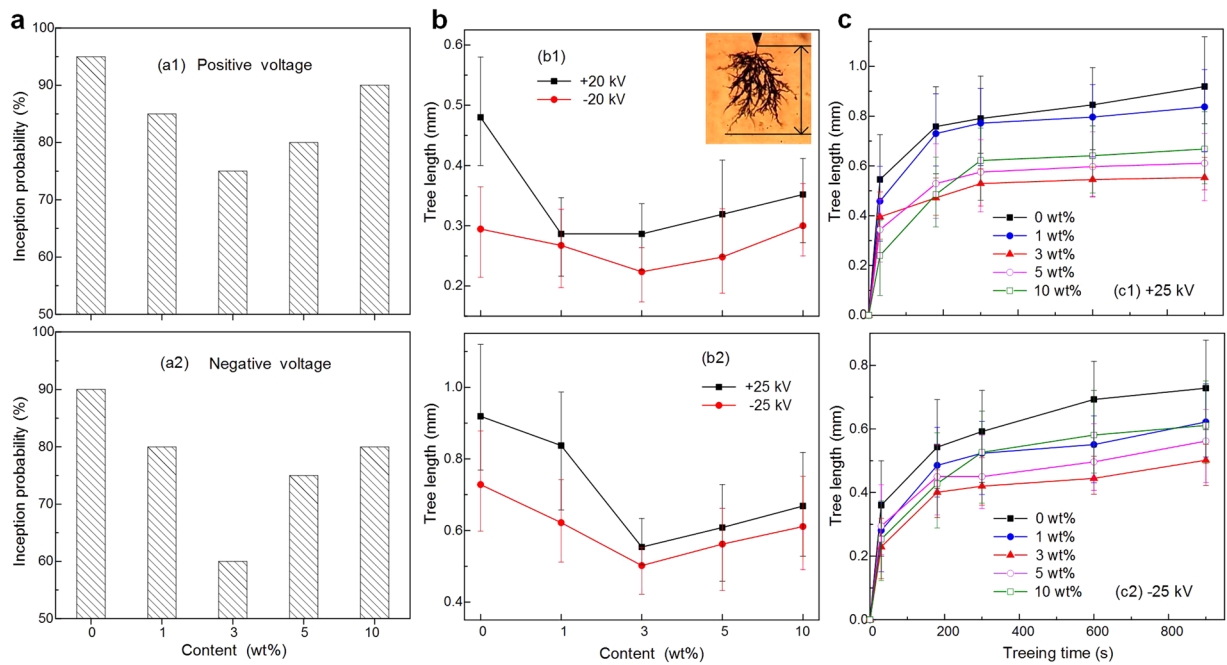 a
100
90
80
70
60
50
Inception probability (%)
(a1) Positive voltage
100
90
80
70
60
50
Inception probability (%)
(a2) Negative voltage
0 1 3 5 10
Content (wt%)
b
0.6
0.5
0.4
0.3
0.2
Tree length (mm)
(b1)
+20 kV
-20 kV
1.0
0.8
0.6
0.4
Tree length (mm)
(b2)
+25 kV
-25 kV
0 1 3 5 10
Content (wt%)
c
1.0
0.8
0.6
0.4
0.2
0.0
Tree length (mm)
0 wt%
1 wt%
3 wt%
5 wt%
10 wt%
(c1) +25 kV
0.8
0.6
0.4
0.2
0.0
Tree length (mm)
0 wt%
1 wt%
3 wt%
5 wt%
10 wt%
(c2) -25 kV
0 200 400 600 800
Treeing time (s)